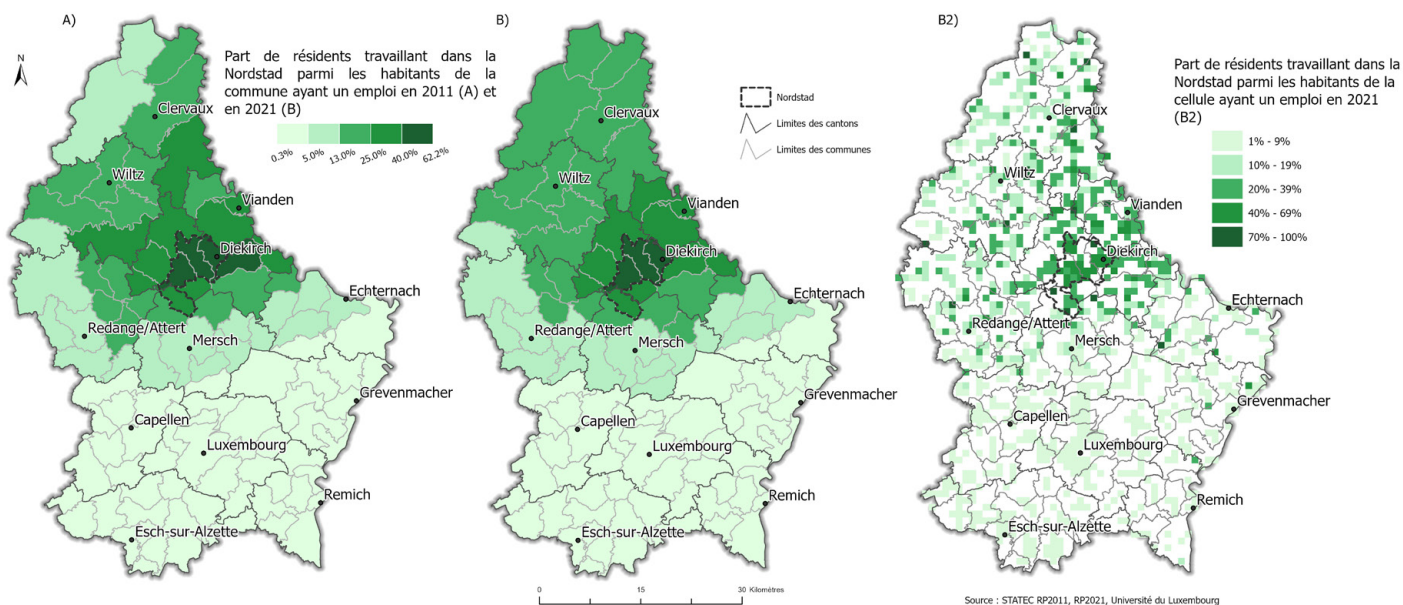 A)
N
Part de résidents travaillant dans la
Nordstad parmi les habitants de la
commune ayant un emploi en 2011 (A) et
en 2021 (B)
0.3% 5.0% 13.0% 25.0% 40.0% 62.2%
Clervaux
Wiltz
Vianden
Diekirch
Echternach
Redange/Attert
Mersch
Grevenmacher
Capellen
Luxembourg
Remich
Esch-sur-Alzette
B)
Nordstad
Limites des cantons
Limites des communes
Clervaux
Wiltz
Vianden
Diekirch
Echternach
Redange/Attert
Mersch
Grevenmacher
Capellen
Luxembourg
Remich
Esch-sur-Alzette
0 15 30 Kilomètres
B2)
Part de résidents travaillant dans la
Nordstad parmi les habitants de la
cellule ayant un emploi en 2021
(B2)
1% - 9%
10% - 19%
20% - 39%
40% - 69%
70% - 100%
Clervaux
Wiltz
Vianden
Diekirch
Echternach
Redange/Attert
Mersch
Grevenmacher
Capellen
Luxembourg
Remich
Esch-sur-Alzette
Source : STATEC RP2011, RP2021, Université du Luxembourg